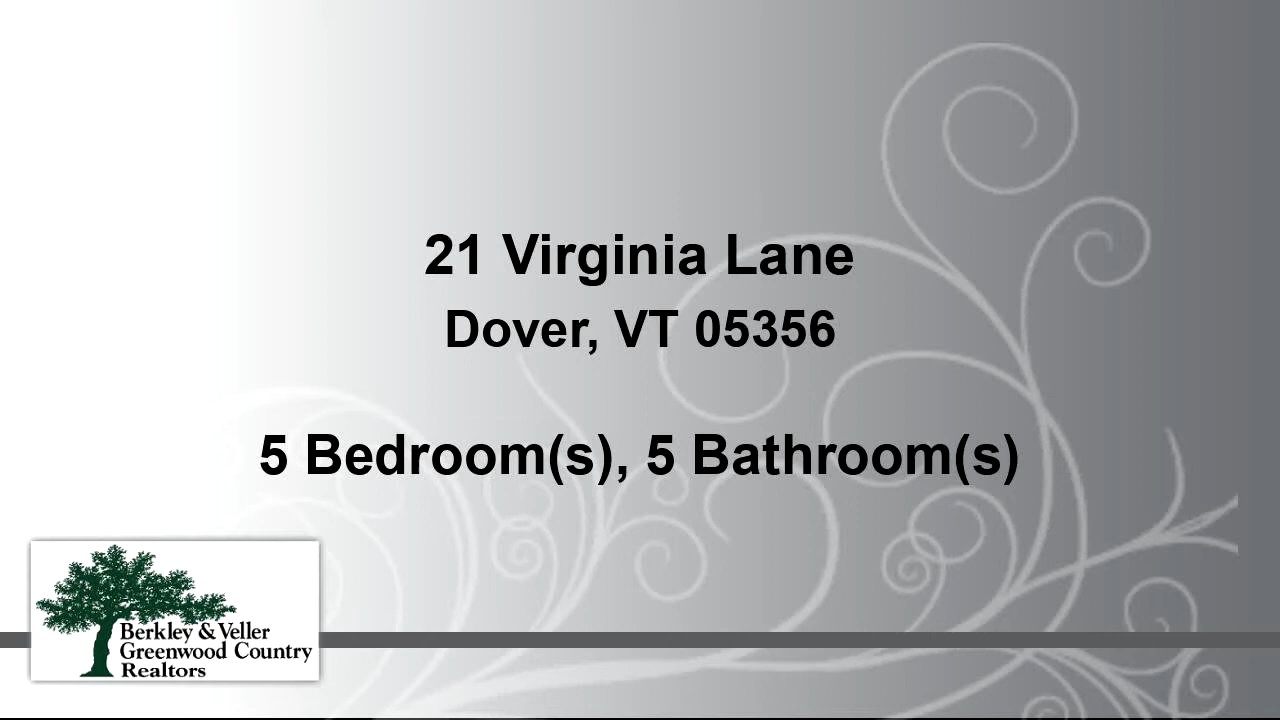 21 Virginia Lane
Dover, VT 05356
5 Bedroom(s), 5 Bathroom(s)
Berkley & Veller
Greenwood Country
Realtors